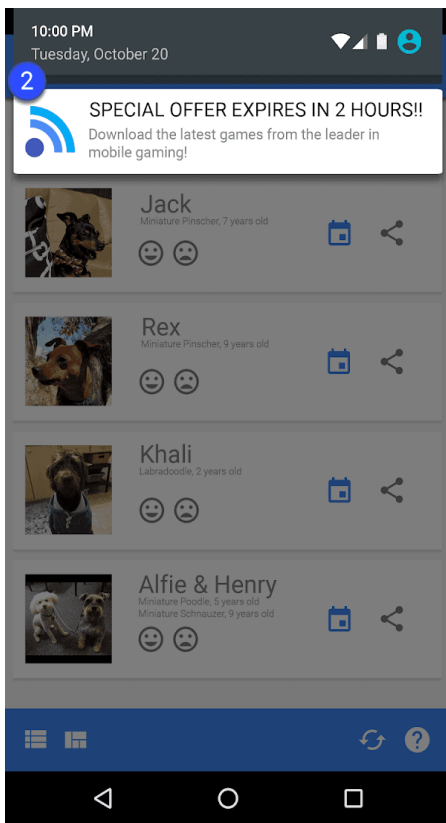 10:00 PM
Tuesday, October 20
2
SPECIAL OFFER EXPIRES IN 2 HOURS!!
Download the latest games from the leader in
mobile gaming!
Jack
Miniature Pinscher, 7 years old
Rex
Miniature Pinscher, 9 years old
Khali
Labradoodle, 2 years old
Alfie & Henry
Miniature Poodle, 5 years old
Miniature Schnauzer, 9 years old
?